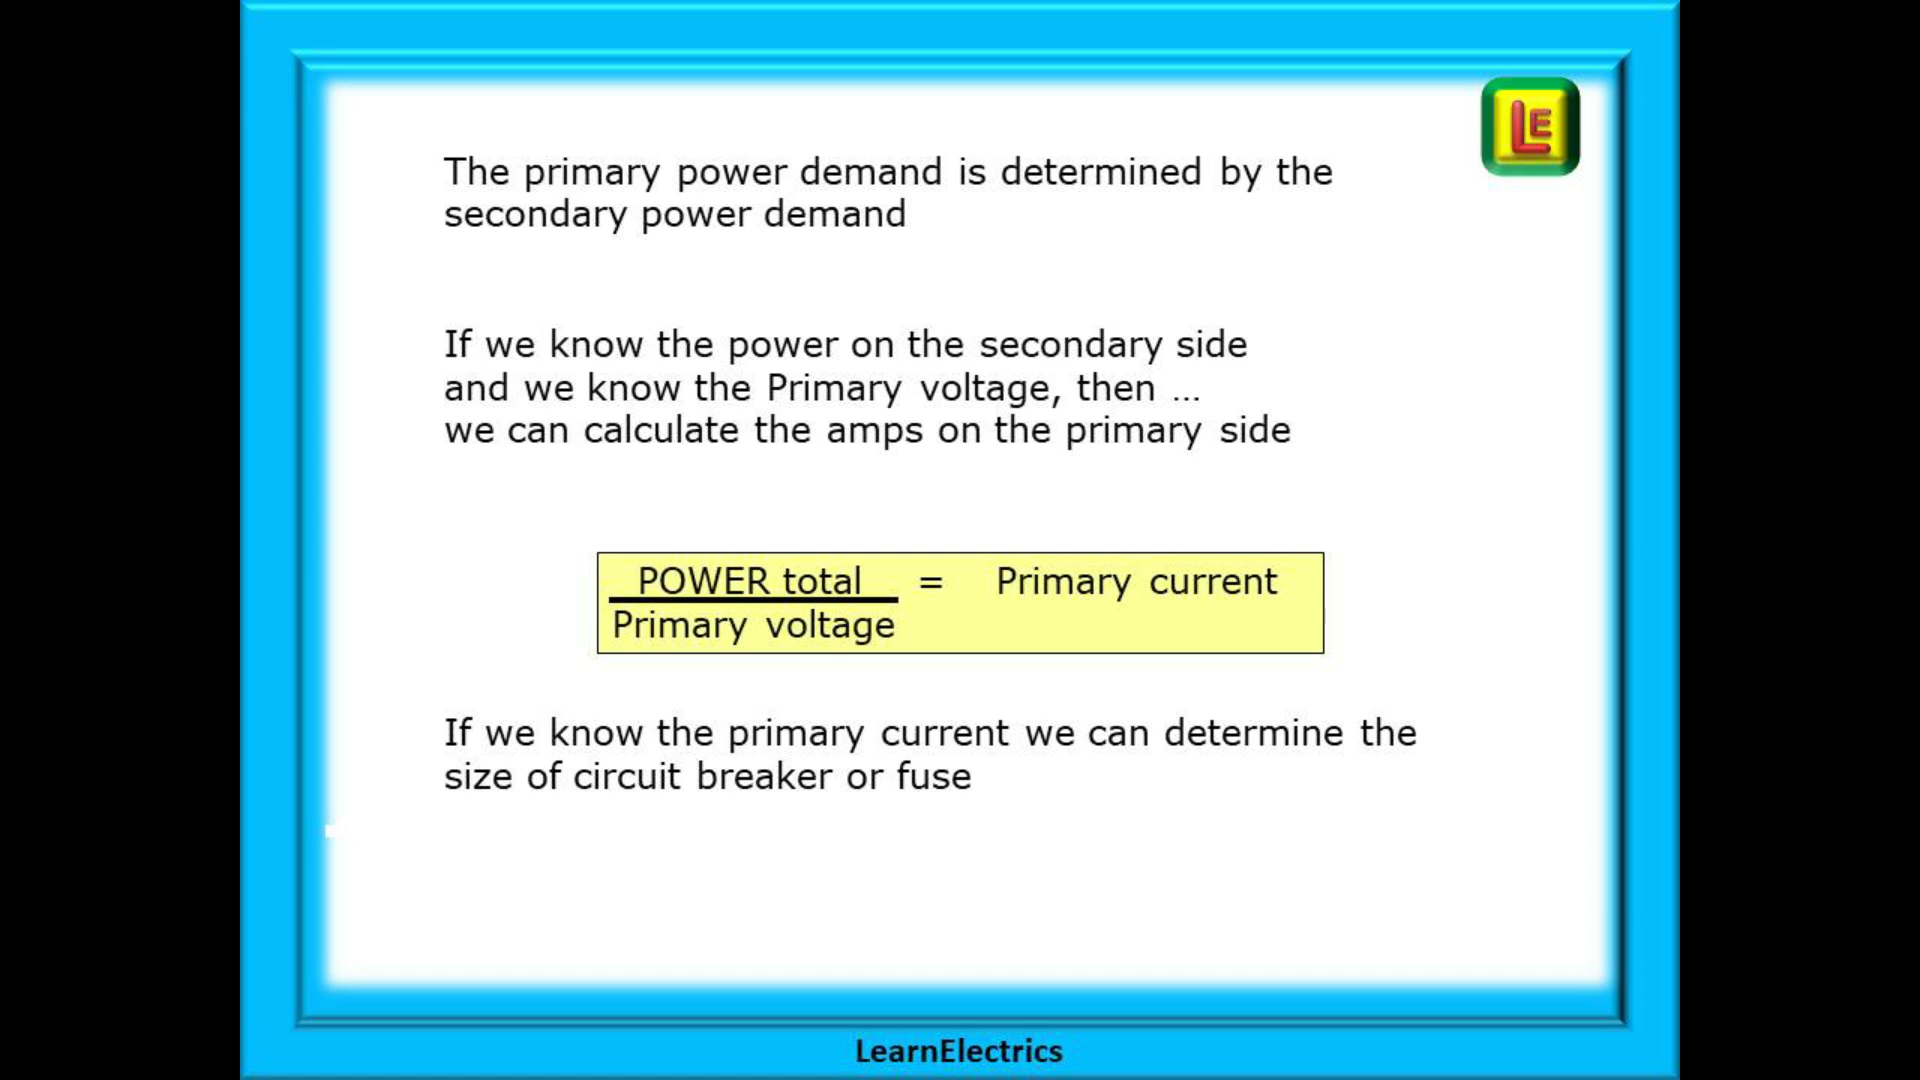 LE
The primary power demand is determined by the
secondary power demand
If we know the power on the secondary side
and we know the Primary voltage, then ...
we can calculate the amps on the primary side
POWER total = Primary current
Primary voltage
If we know the primary current we can determine the
size of circuit breaker or fuse
LearnElectrics